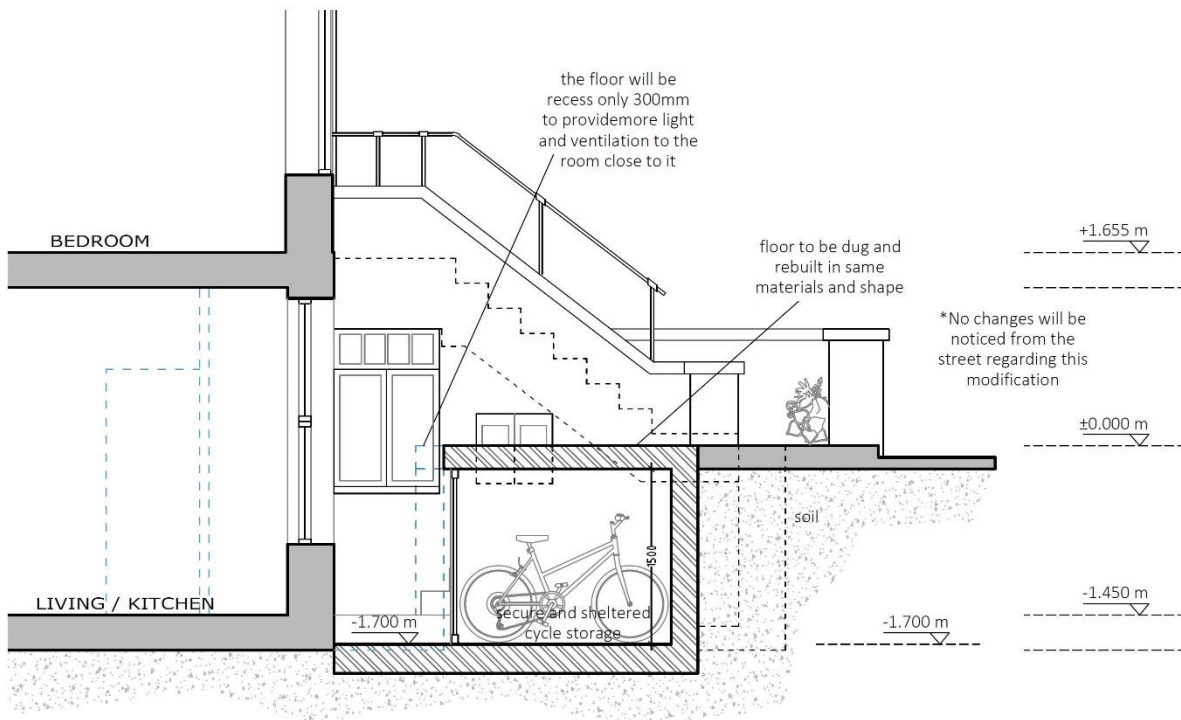 the floor will be
recess only 300mm
to providemore light
and ventilation to the
room close to it
BEDROOM
floor to be dug and
rebuilt in same
materials and shape
+1.655 m
*No changes will be
noticed from the
street regarding this
modification
±0.000 m
soil
1500
LIVING / KITCHEN
secure and sheltered
cycle storage
-1.700 m
-1.700 m
-1.450 m